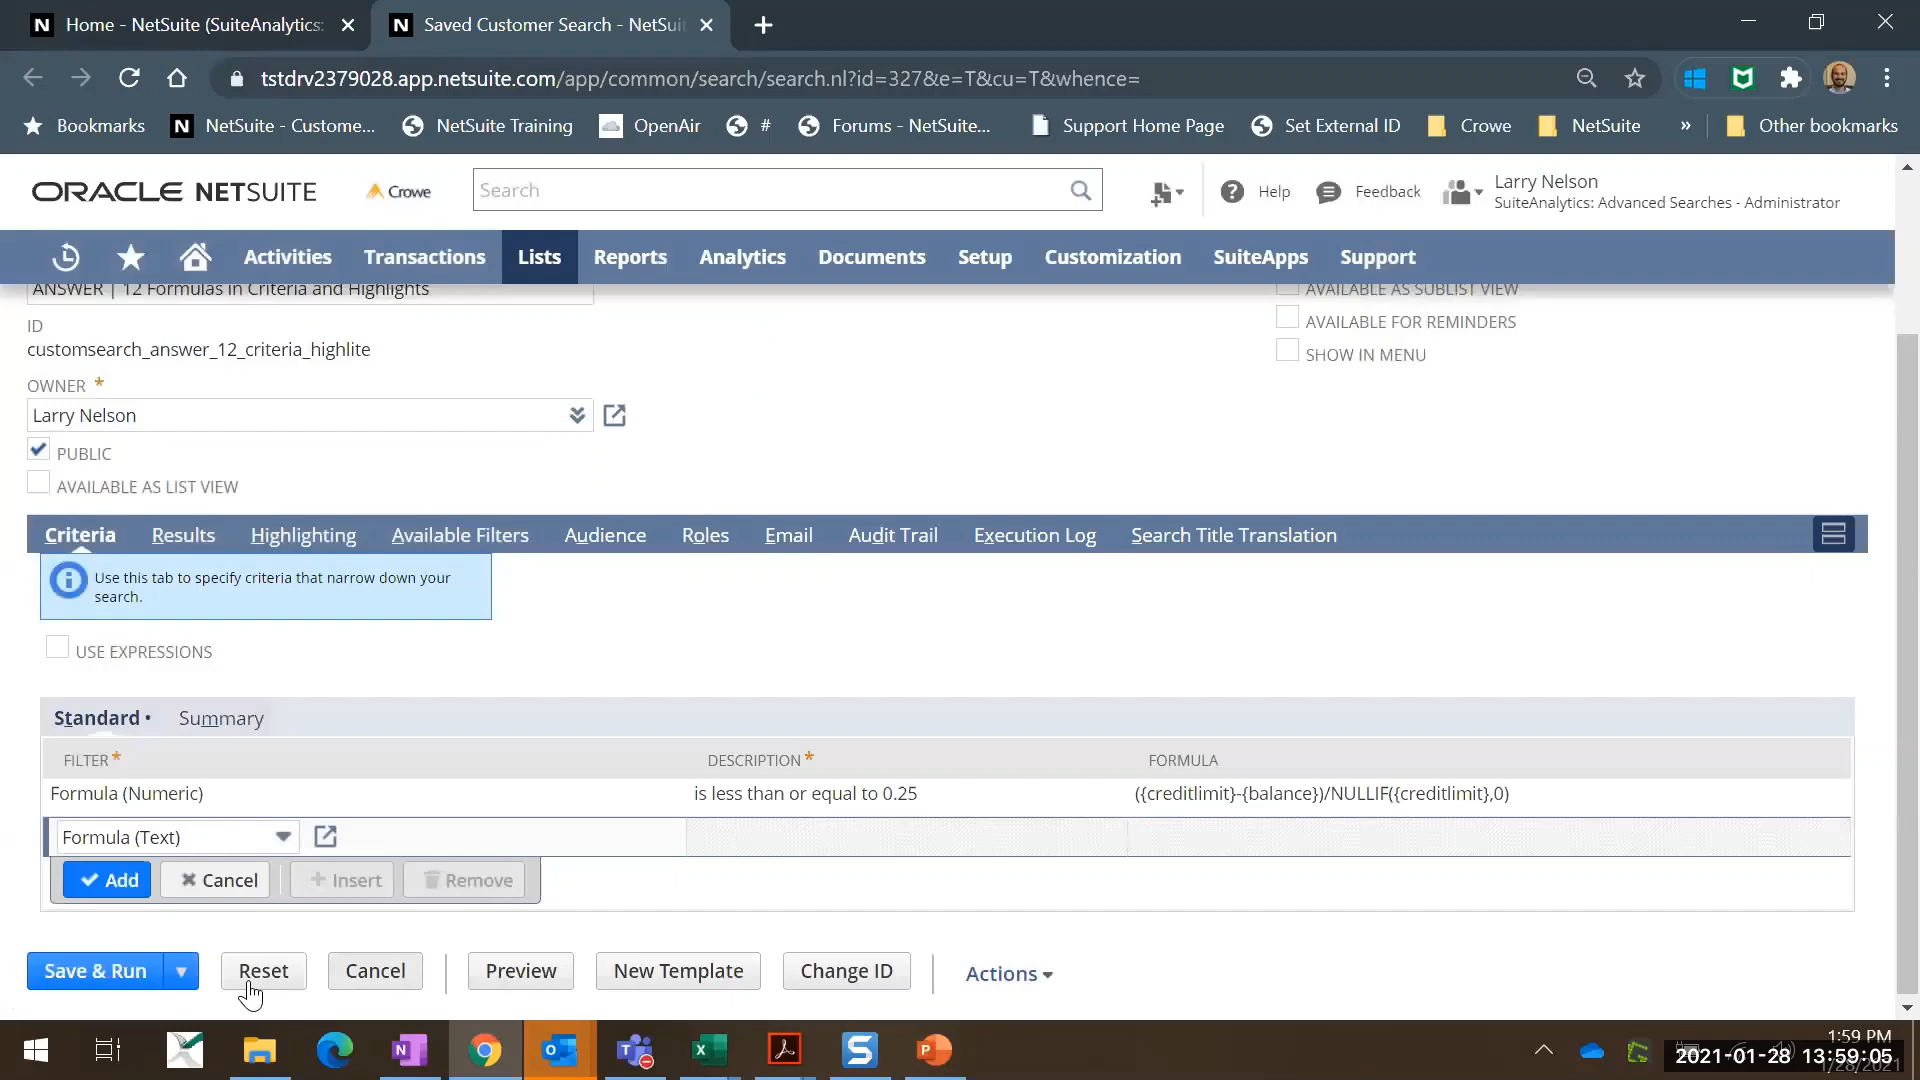 Home - NetSuite (SuiteAnalytics:
Saved Customer Search - NetSui
tstdrv2379028.app.netsuite.com/app/common/search/search.nl?id=327&e=T&cu=T&whence=
Bookmarks
NetSuite - Custome...
NetSuite Training
OpenAir
#
Forums - NetSuite...
Support Home Page
Set External ID
Crowe
NetSuite
»
Other bookmarks
ORACLE NETSUITE
Crowe
Search
Help
Feedback
Larry Nelson
SuiteAnalytics: Advanced Searches - Administrator
Activities
Transactions
Lists
Reports
Analytics
Documents
Setup
Customization
SuiteApps
Support
ANSWER | 12 Formulas in Criteria and Highlights
AVAILABLE AS SUBLIST VIEW
ID
AVAILABLE FOR REMINDERS
customsearch_answer_12_criteria_highlite
SHOW IN MENU
OWNER *
Larry Nelson
PUBLIC
AVAILABLE AS LIST VIEW
Criteria
Results
Highlighting
Available Filters
Audience
Roles
Email
Audit Trail
Execution Log
Search Title Translation
Use this tab to specify criteria that narrow down your
search.
USE EXPRESSIONS
Standard •
Summary
FILTER *
DESCRIPTION *
FORMULA
Formula (Numeric)
is less than or equal to 0.25
({creditlimit}-{balance})/NULLIF({creditlimit},0)
Formula (Text)
Add
Cancel
Insert
Remove
Save & Run
Reset
Cancel
Preview
New Template
Change ID
Actions
1:59 PM
2021-01-28 13:59:05